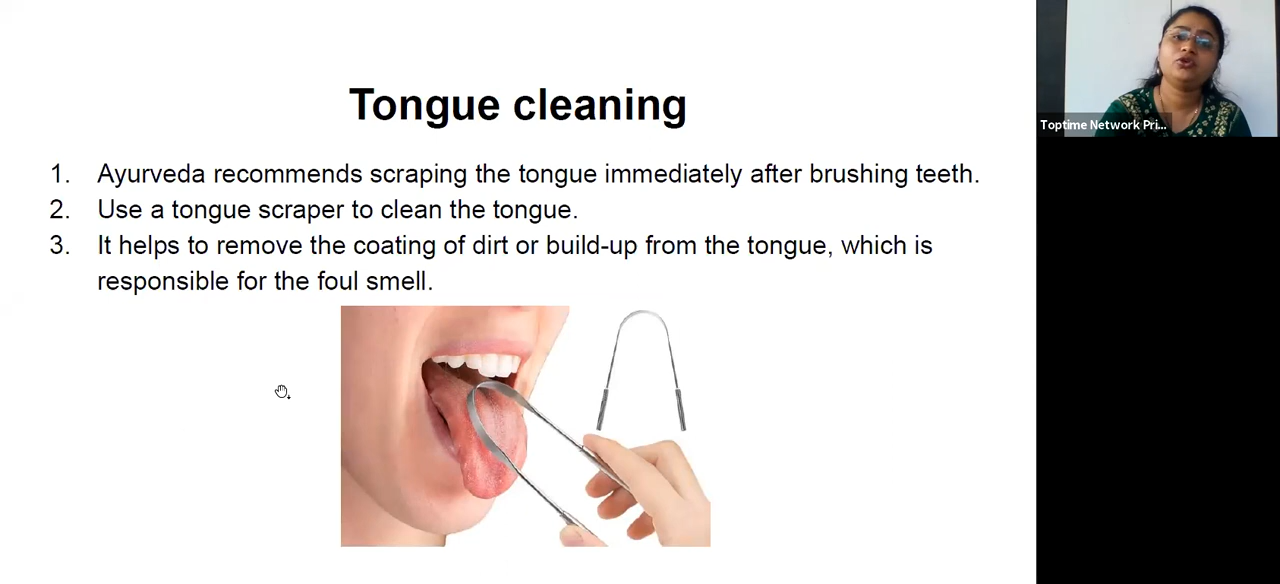 Tongue cleaning
1. Ayurveda recommends scraping the tongue immediately after brushing teeth.
2. Use a tongue scraper to clean the tongue.
3. It helps to remove the coating of dirt or build-up from the tongue, which is
responsible for the foul smell.
Toptime Network Pri...